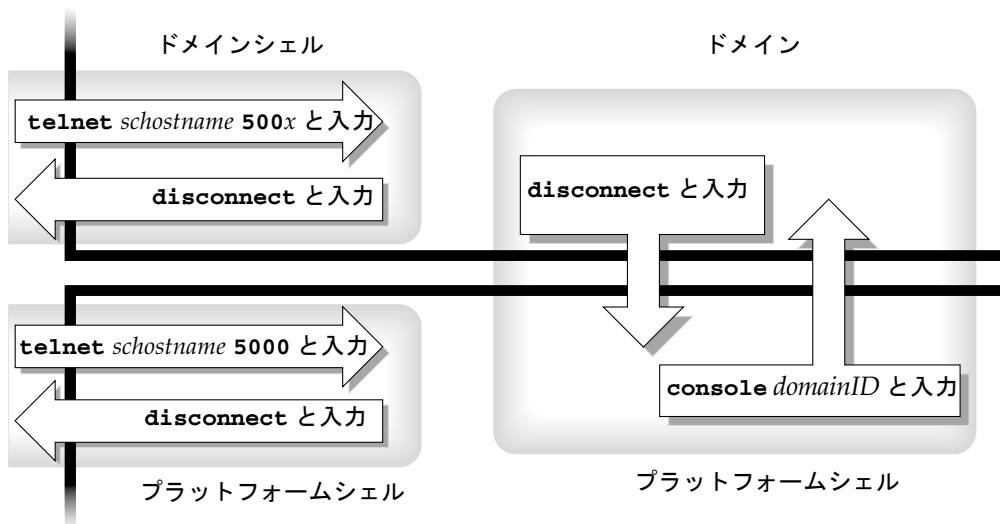 ドメインシェル
telnet schostname 500x と入力
disconnect と入力
ドメイン
disconnect と入力
telnet schostname 5000 と入力
disconnect と入力
プラットフォームシェル
console domainID と入力
プラットフォームシェル